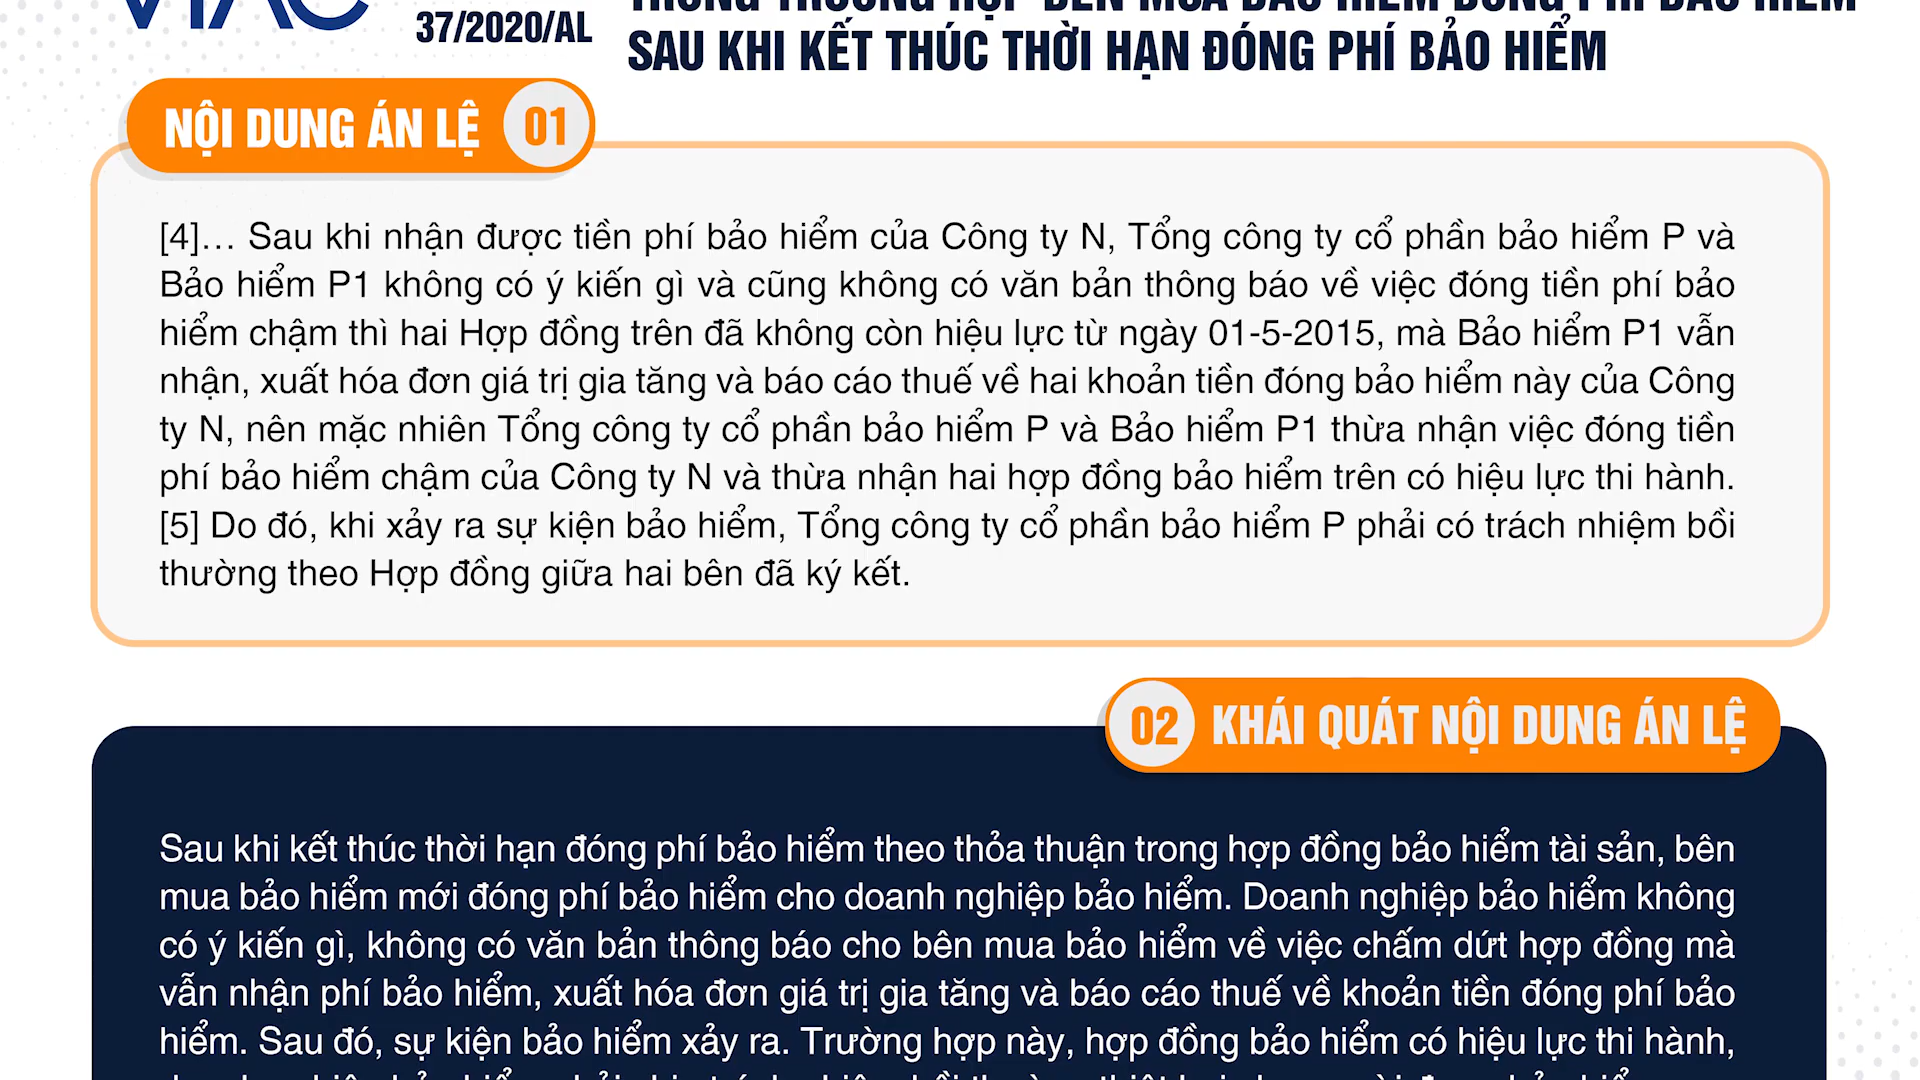 VIAC
37/2020/AL
TRONG TRƯỜNG HỢP BÊN MUA BẢO HIỂM ĐÓNG PHÍ BẢO HIỂM
SAU KHI KẾT THÚC THỜI HẠN ĐÓNG PHÍ BẢO HIỂM
NỘI DUNG ÁN LỆ 01
[4]... Sau khi nhận được tiền phí bảo hiểm của Công ty N, Tổng công ty cổ phần bảo hiểm P và
Bảo hiểm P1 không có ý kiến gì và cũng không có văn bản thông báo về việc đóng tiền phí bảo
hiểm chậm thì hai Hợp đồng trên đã không còn hiệu lực từ ngày 01-5-2015, mà Bảo hiểm P1 vẫn
nhận, xuất hóa đơn giá trị gia tăng và báo cáo thuế về hai khoản tiền đóng bảo hiểm này của Công
ty N, nên mặc nhiên Tổng công ty cổ phần bảo hiểm P và Bảo hiểm P1 thừa nhận việc đóng tiền
phí bảo hiểm chậm của Công ty N và thừa nhận hai hợp đồng bảo hiểm trên có hiệu lực thi hành.
[5] Do đó, khi xảy ra sự kiện bảo hiểm, Tổng công ty cổ phần bảo hiểm P phải có trách nhiệm bồi
thường theo Hợp đồng giữa hai bên đã ký kết.
02 KHÁI QUÁT NỘI DUNG ÁN LỆ
Sau khi kết thúc thời hạn đóng phí bảo hiểm theo thỏa thuận trong hợp đồng bảo hiểm tài sản, bên
mua bảo hiểm mới đóng phí bảo hiểm cho doanh nghiệp bảo hiểm. Doanh nghiệp bảo hiểm không
có ý kiến gì, không có văn bản thông báo cho bên mua bảo hiểm về việc chấm dứt hợp đồng mà
vẫn nhận phí bảo hiểm, xuất hóa đơn giá trị gia tăng và báo cáo thuế về khoản tiền đóng phí bảo
hiểm. Sau đó, sự kiện bảo hiểm xảy ra. Trường hợp này, hợp đồng bảo hiểm có hiệu lực thi hành,